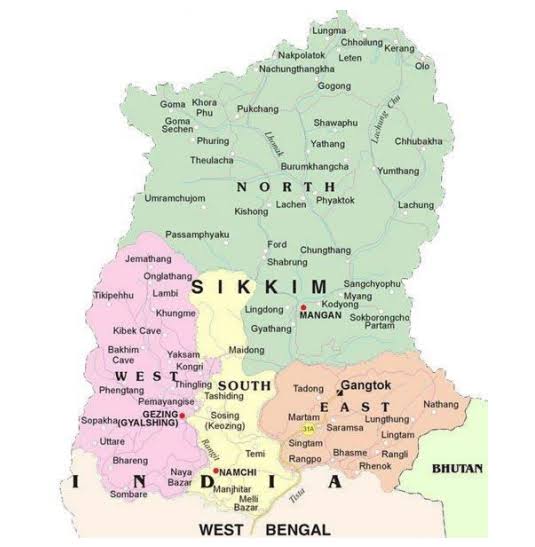 Lungma
Chhoilung
Kerang
Nakpolatok
Leten
Olo
Nachungthangkha
Gogong
Goma
Khora
Phu
Pukchang
Lachung Chu
Goma
Sechen
Shawaphu
Phuring
Lhonak
Yathang
Chhubakha
Theulacha
Burumkhangcha
Yumthang
NORTH
Umramchujom
Lachen
Phyaktok
Kishong
Lachung
Passamphyaku
Ford
Chungthang
Jemathang
Shabrung
Onglathang
SIKKIM
Sangchyophu
Tikipehhu
Lambi
Myang
Kodyong
Khungme
Lingdong
MANGAN
Sokborongcho
Partam
Kibek Cave
Gyathang
Bakhim
Cave
Yaksam
Maidong
Kongri
WEST
Thingling
SOUTH
Phengtang
Tashiding
Tadong
Gangtok
Pemayangise
EAST
Nathang
GEZING
(GYALSHING)
Sopakha
Sosing
(Keozing)
Martam
Lungthung
31A
Saramsa
Uttare
Rangit
Singtam
Lingtam
Temi
Bhareng
Rangpo
Bhasme
Rangli
Rhenok
Naya
Bazar
NAMCHI
BHUTAN
INDIA
Sombare
Manjhitar
Tista
Melli
Bazar
WEST BENGAL